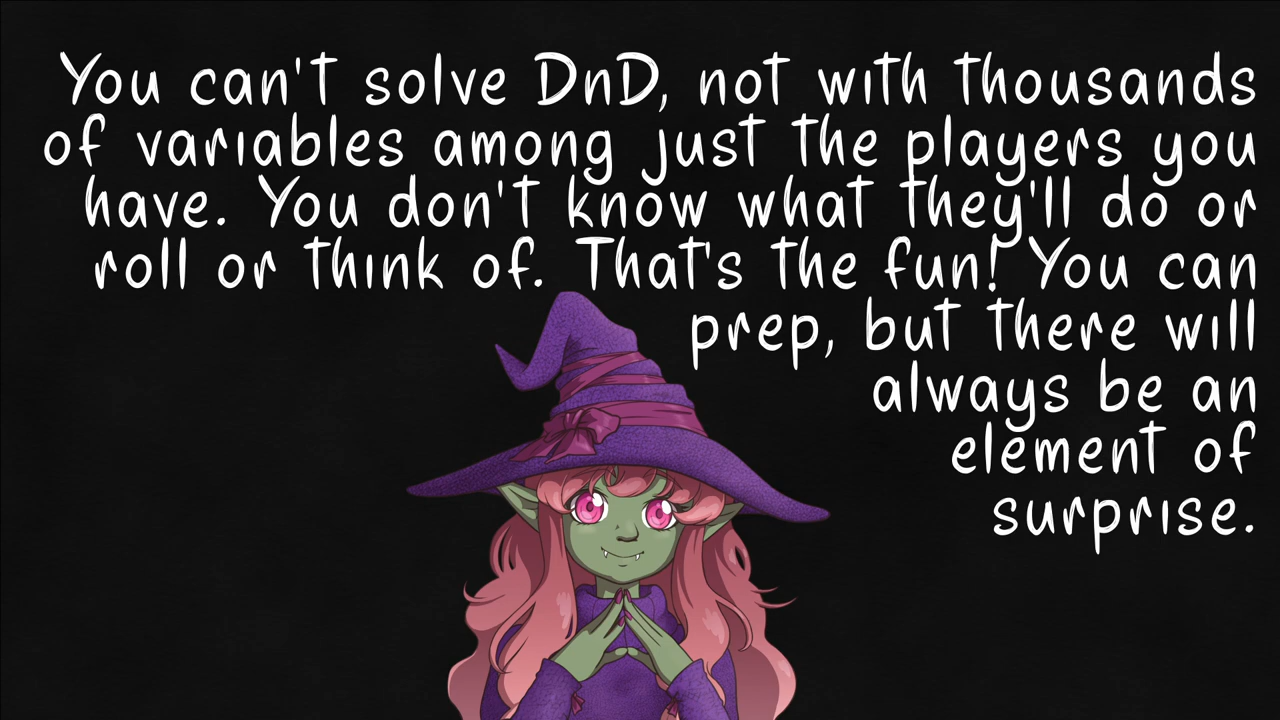 You can't solve DnD, not with thousands
of variables among just the players you
have. You don't know what they'll do or
roll or think of. That's the fun! You can
prep, but there will
always be an
element of
surprise.